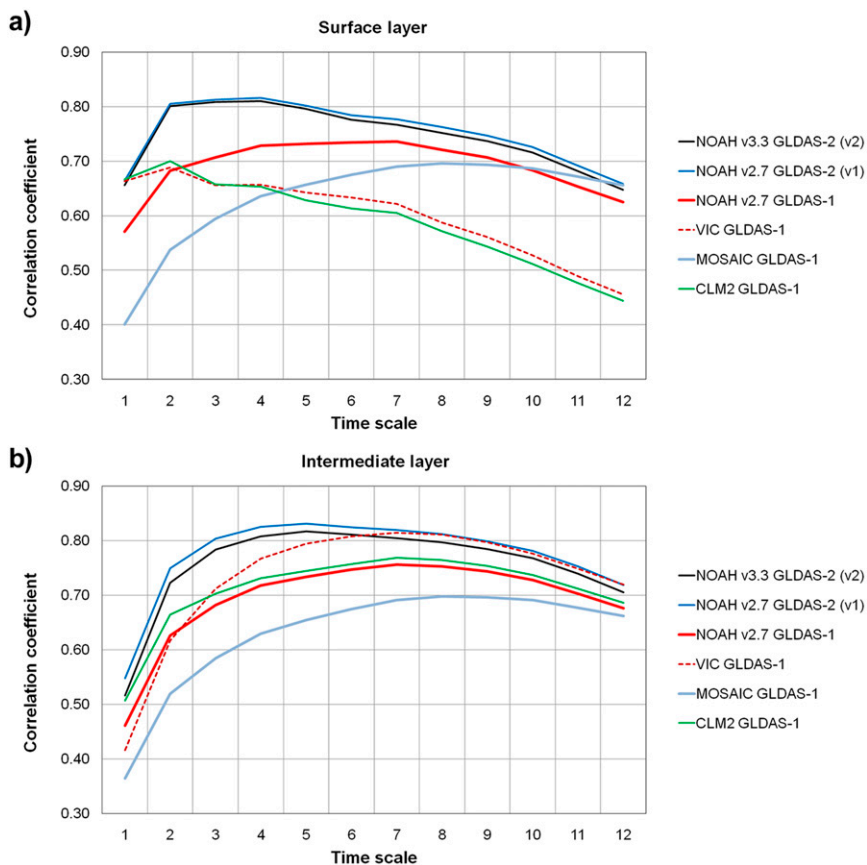 a)
Surface layer
0.90
0.80
0.70
0.60
0.50
0.40
0.30
Correlation coefficient
1 2 3 4 5 6 7 8 9 10 11 12
Time scale
NOAH v3.3 GLDAS-2 (v2)
NOAH v2.7 GLDAS-2 (v1)
NOAH v2.7 GLDAS-1
VIC GLDAS-1
MOSAIC GLDAS-1
CLM2 GLDAS-1
b)
Intermediate layer
0.90
0.80
0.70
0.60
0.50
0.40
0.30
Correlation coefficient
1 2 3 4 5 6 7 8 9 10 11 12
Time scale
NOAH v3.3 GLDAS-2 (v2)
NOAH v2.7 GLDAS-2 (v1)
NOAH v2.7 GLDAS-1
VIC GLDAS-1
MOSAIC GLDAS-1
CLM2 GLDAS-1